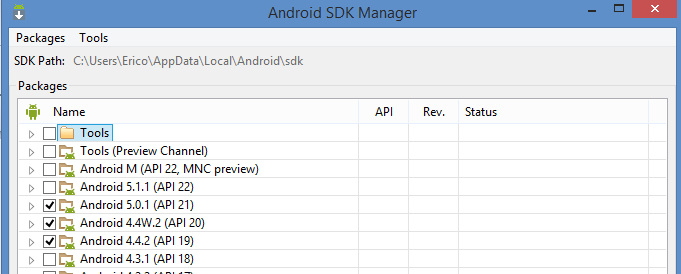 Android SDK Manager
Packages Tools
SDK Path: C:\Users\Erico\AppData\Local\Android\sdk
Packages
Name API Rev. Status
Tools
Tools (Preview Channel)
Android M (API 22, MNC preview)
Android 5.1.1 (API 22)
Android 5.0.1 (API 21)
Android 4.4W.2 (API 20)
Android 4.4.2 (API 19)
Android 4.3.1 (API 18)